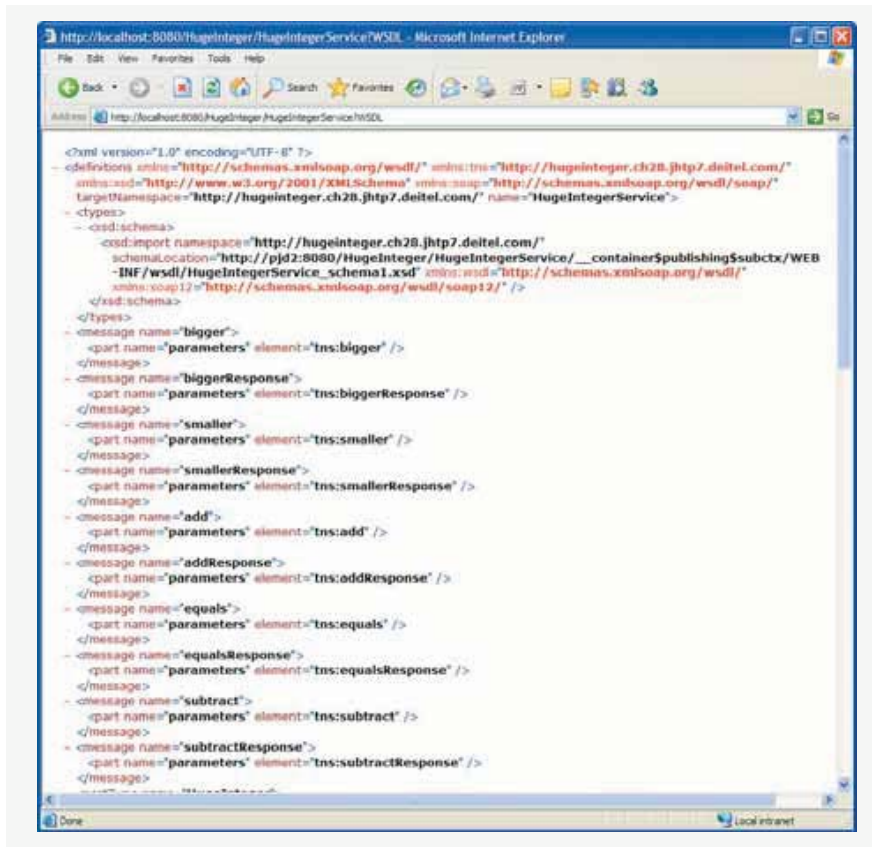 http://localhost:8080/HugeInteger/HugeIntegerService?WSDL - Microsoft Internet Explorer
File Edit View Favorites Tools Help
Back Search Favorites
Address http://localhost:8080/HugeInteger/HugeIntegerService?WSDL Go
<?xml version="1.0" encoding="UTF-8" ?>
- <definitions xmlns="http://schemas.xmlsoap.org/wsdl/" xmlns:tns="http://hugeinteger.ch28.jhtp7.deitel.com/"
xmlns:xsd="http://www.w3.org/2001/XMLSchema" xmlns:soap="http://schemas.xmlsoap.org/wsdl/soap/"
targetNamespace="http://hugeinteger.ch28.jhtp7.deitel.com/" name="HugeIntegerService">
- <types>
- <xsd:schema>
<xsd:import namespace="http://hugeinteger.ch28.jhtp7.deitel.com/"
schemaLocation="http://pjd2:8080/HugeInteger/HugeIntegerService/__container$publishing$subctx/WEB
-INF/wsdl/HugeIntegerService_schema1.xsd" xmlns:wsdl="http://schemas.xmlsoap.org/wsdl/"
xmlns:soap12="http://schemas.xmlsoap.org/wsdl/soap12/" />
</xsd:schema>
</types>
- <message name="bigger">
<part name="parameters" element="tns:bigger" />
</message>
- <message name="biggerResponse">
<part name="parameters" element="tns:biggerResponse" />
</message>
- <message name="smaller">
<part name="parameters" element="tns:smaller" />
</message>
- <message name="smallerResponse">
<part name="parameters" element="tns:smallerResponse" />
</message>
- <message name="add">
<part name="parameters" element="tns:add" />
</message>
- <message name="addResponse">
<part name="parameters" element="tns:addResponse" />
</message>
- <message name="equals">
<part name="parameters" element="tns:equals" />
</message>
- <message name="equalsResponse">
<part name="parameters" element="tns:equalsResponse" />
</message>
- <message name="subtract">
<part name="parameters" element="tns:subtract" />
</message>
- <message name="subtractResponse">
<part name="parameters" element="tns:subtractResponse" />
</message>
Done Local intranet